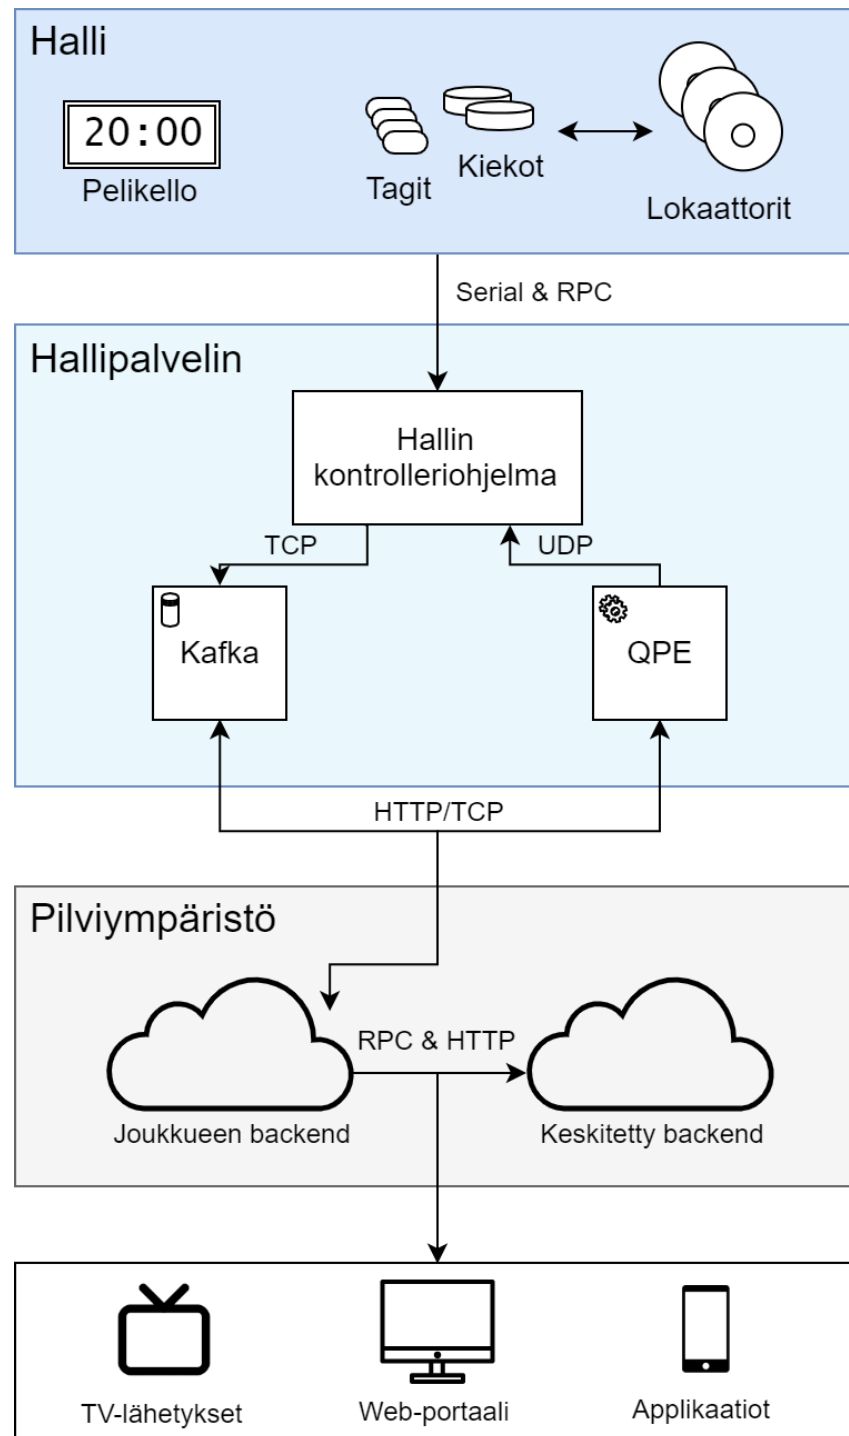 Halli
20:00
Pelikello
Tagit
Kiekot
Lokaattorit
Serial & RPC
Hallipalvelin
Hallin
kontrolleriohjelma
TCP
UDP
Kafka
QPE
HTTP/TCP
Pilviympäristö
RPC & HTTP
Joukkueen backend
Keskitetty backend
TV-lähetykset
Web-portaali
Applikaatiot